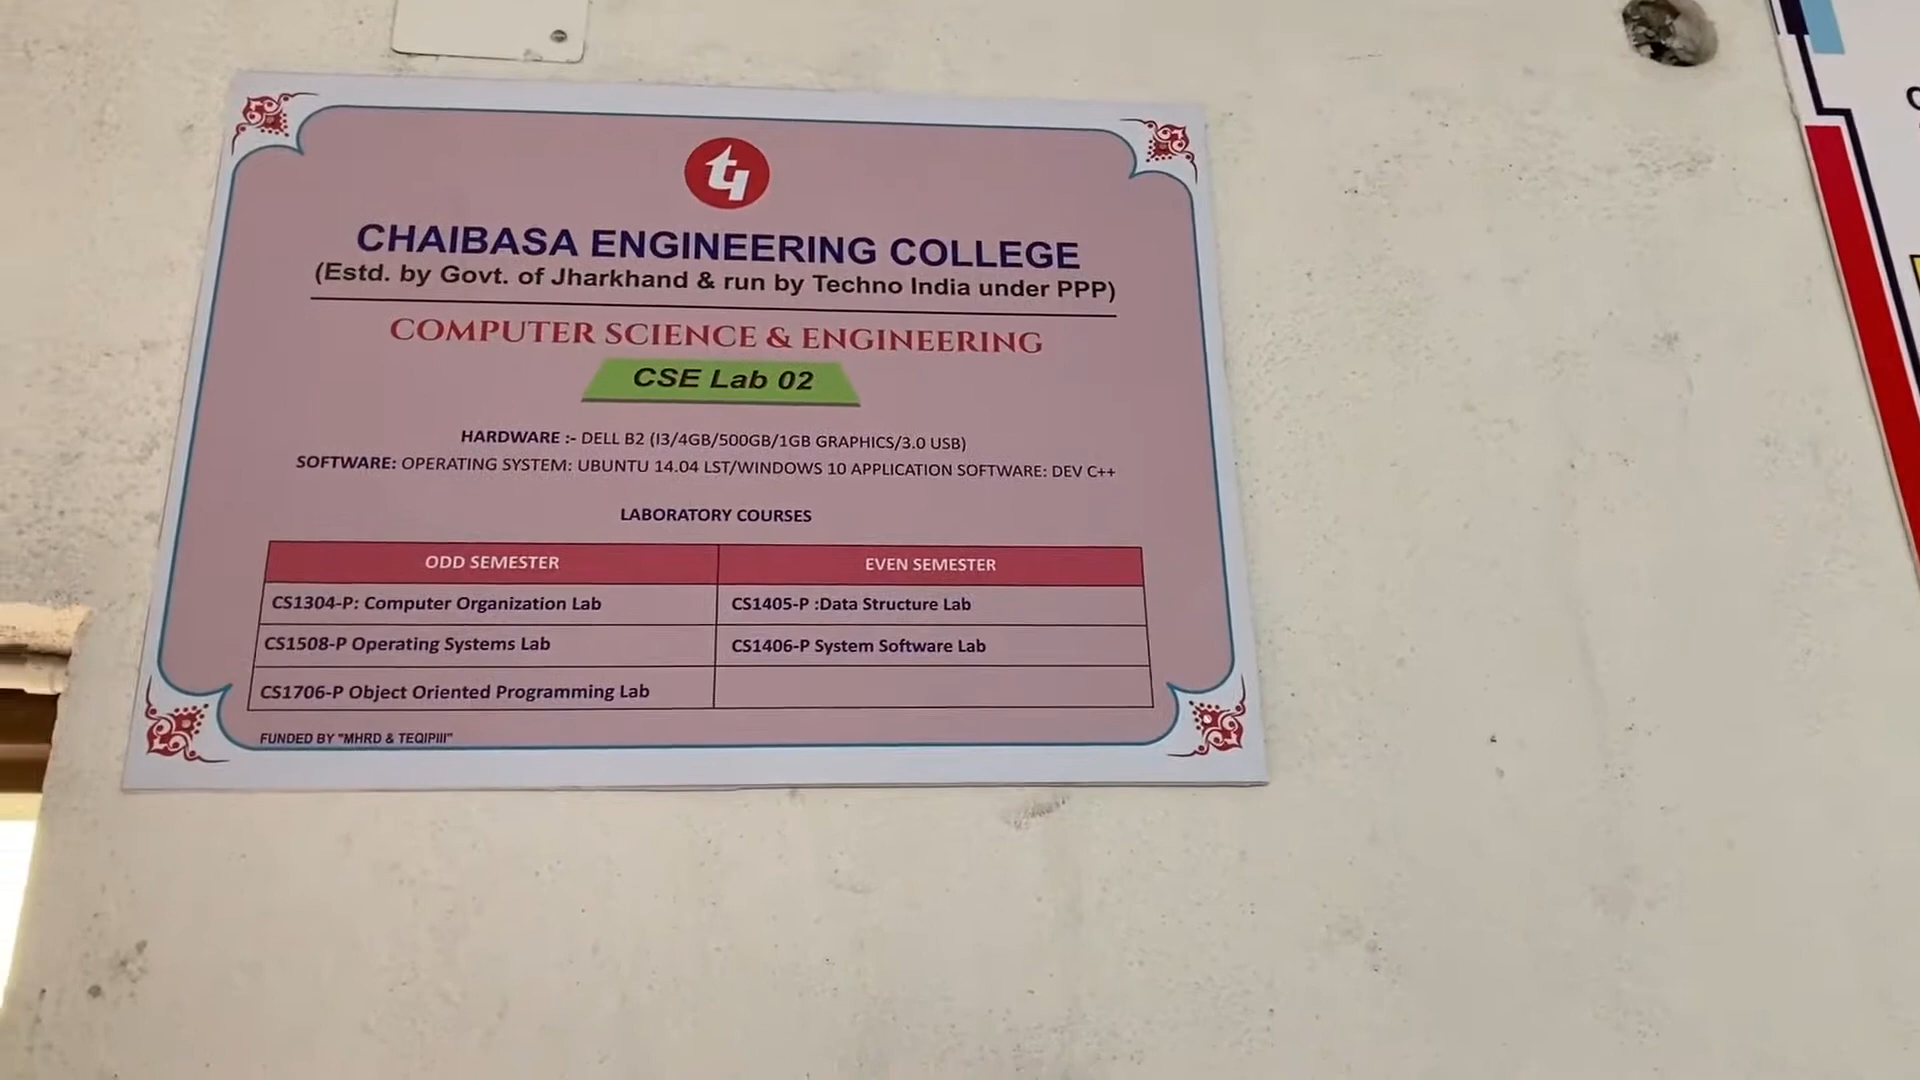 CHAIBASA ENGINEERING COLLEGE
(Estd. by Govt. of Jharkhand & run by Techno India under PPP)
COMPUTER SCIENCE & ENGINEERING
CSE Lab 02
HARDWARE :- DELL B2 (I3/4GB/500GB/1GB GRAPHICS/3.0 USB)
SOFTWARE: OPERATING SYSTEM: UBUNTU 14.04 LST/WINDOWS 10 APPLICATION SOFTWARE: DEV C++
LABORATORY COURSES
ODD SEMESTER EVEN SEMESTER
CS1304-P: Computer Organization Lab CS1405-P :Data Structure Lab
CS1508-P Operating Systems Lab CS1406-P System Software Lab
CS1706-P Object Oriented Programming Lab
FUNDED BY "MHRD & TEQIPIII"